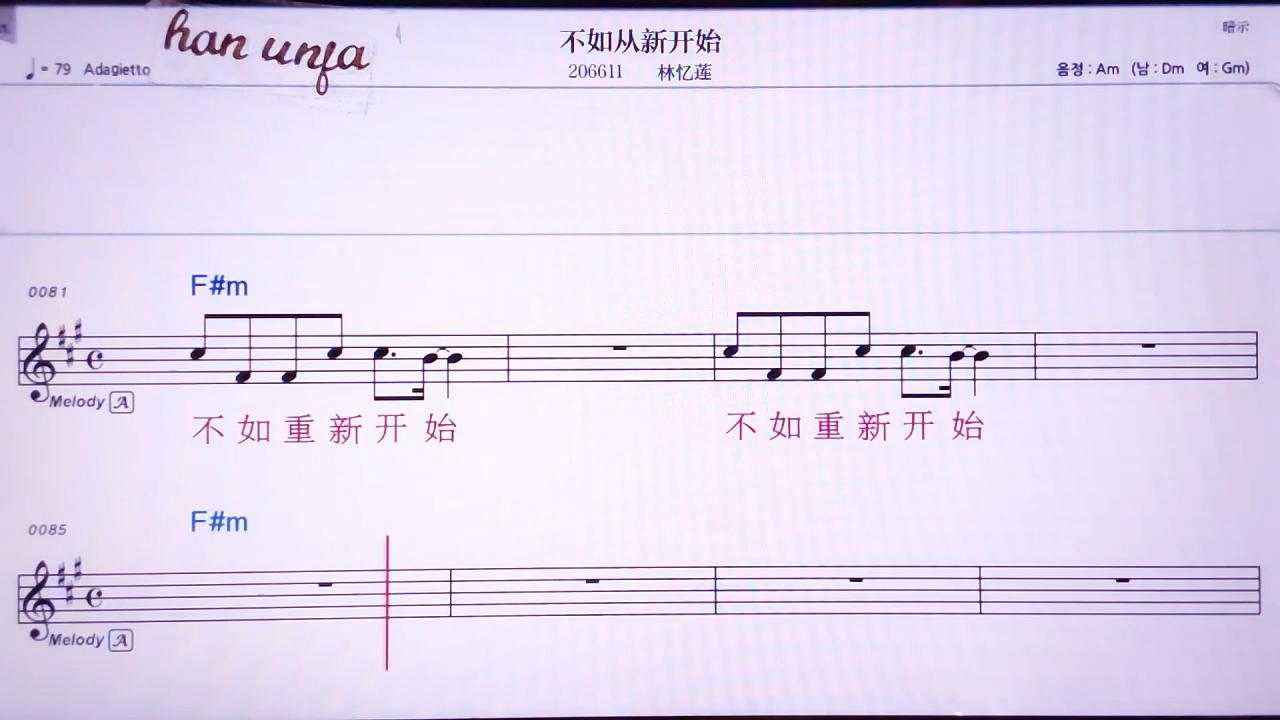 han unfa
不如从新开始
暗示
♩= 79 Adagietto
206611 林忆莲
음정 : Am (남 : Dm 여 : Gm)
0081
F#m
Melody A
不如重新开始 不如重新开始
0085
F#m
Melody A